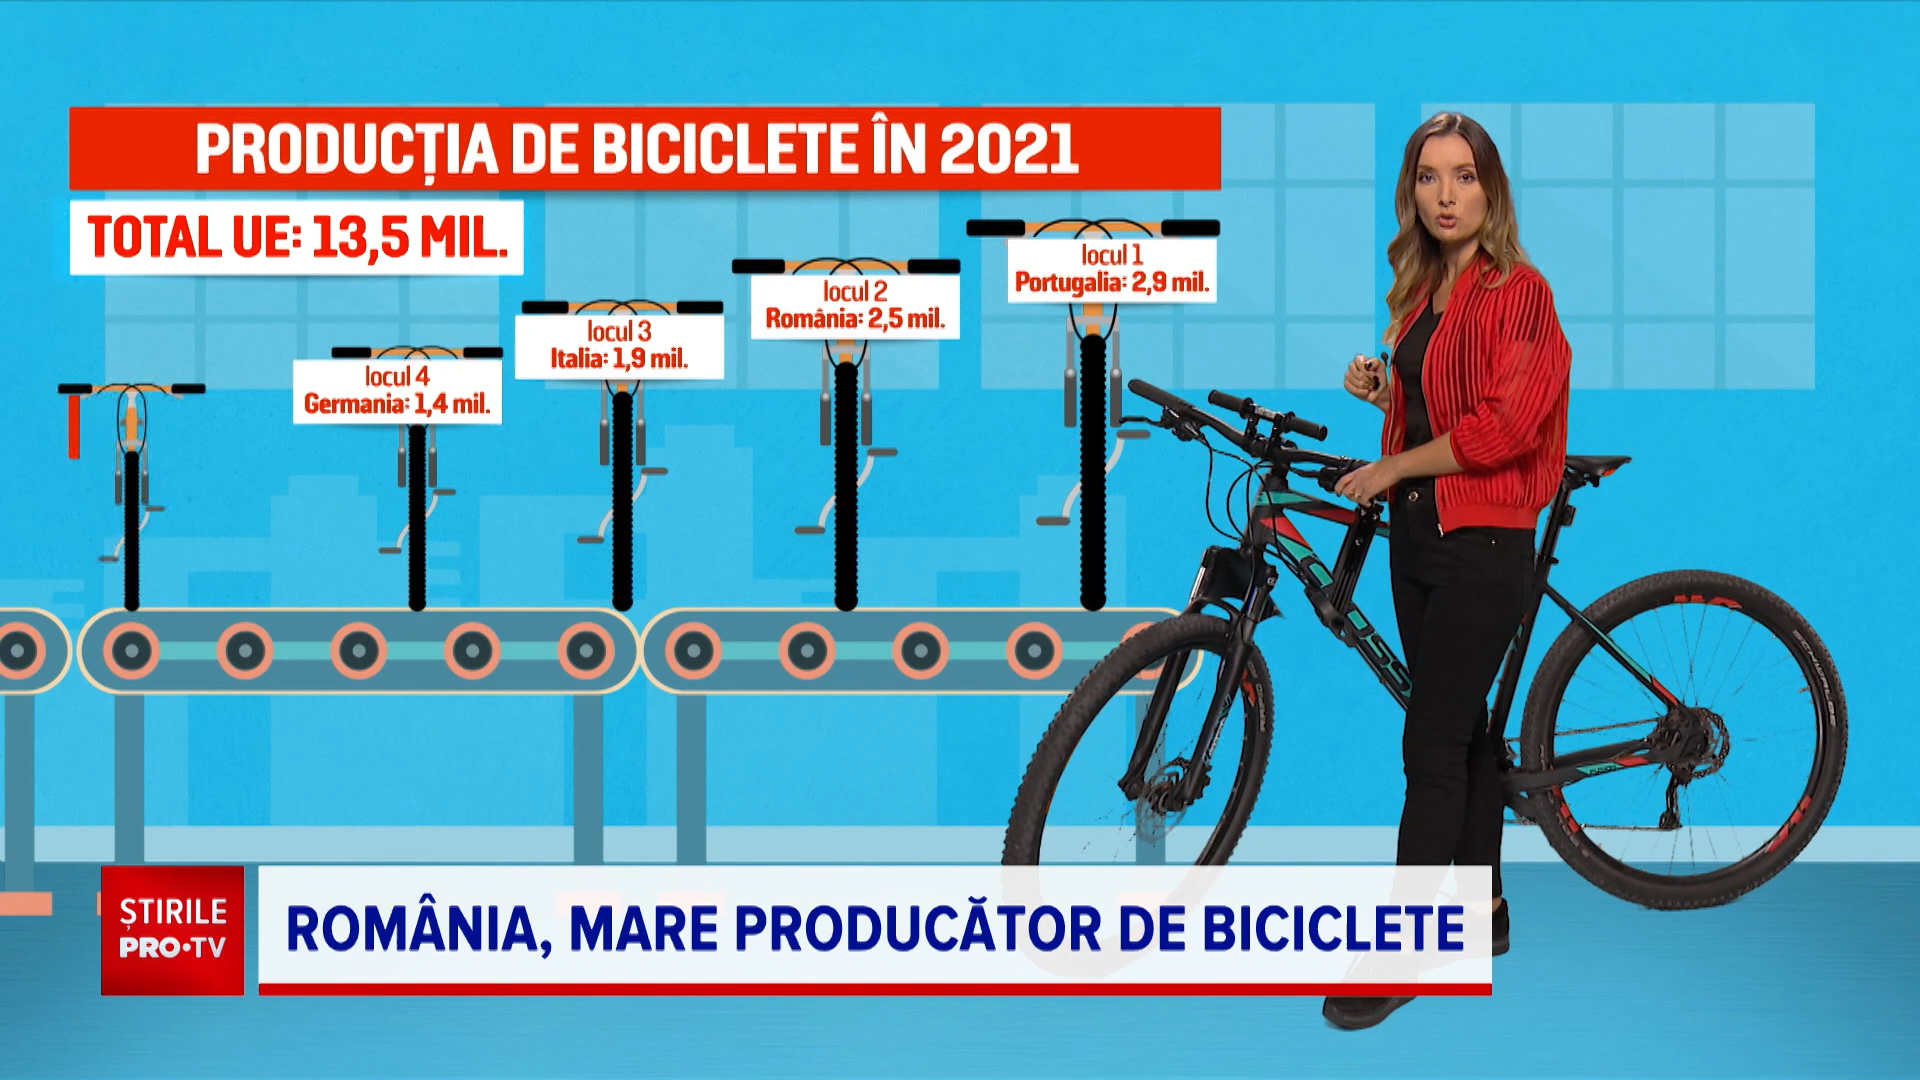 PRODUCȚIA DE BICICLETE ÎN 2021
TOTAL UE: 13,5 MIL.
locul 1
Portugalia: 2,9 mil.
locul 2
România: 2,5 mil.
locul 3
Italia: 1,9 mil.
locul 4
Germania: 1,4 mil.
CROSS
SCHWALBE
ȘTIRILE
PRO•TV
ROMÂNIA, MARE PRODUCĂTOR DE BICICLETE